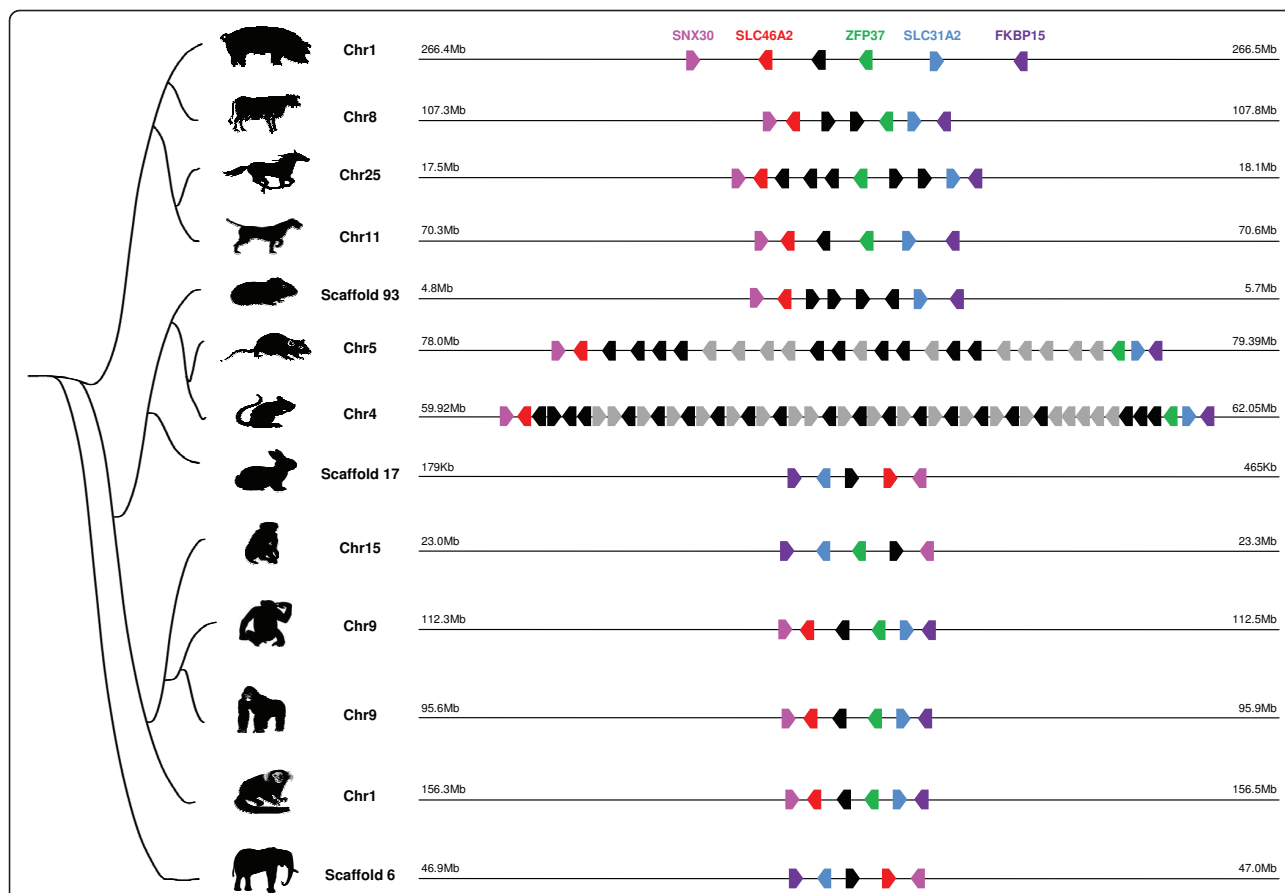 SNX30 SLC46A2 ZFP37 SLC31A2 FKBP15
Chr1 266.4Mb 266.5Mb
Chr8 107.3Mb 107.8Mb
Chr25 17.5Mb 18.1Mb
Chr11 70.3Mb 70.6Mb
Scaffold 93 4.8Mb 5.7Mb
Chr5 78.0Mb 79.39Mb
Chr4 59.92Mb 62.05Mb
Scaffold 17 179Kb 465Kb
Chr15 23.0Mb 23.3Mb
Chr9 112.3Mb 112.5Mb
Chr9 95.6Mb 95.9Mb
Chr1 156.3Mb 156.5Mb
Scaffold 6 46.9Mb 47.0Mb